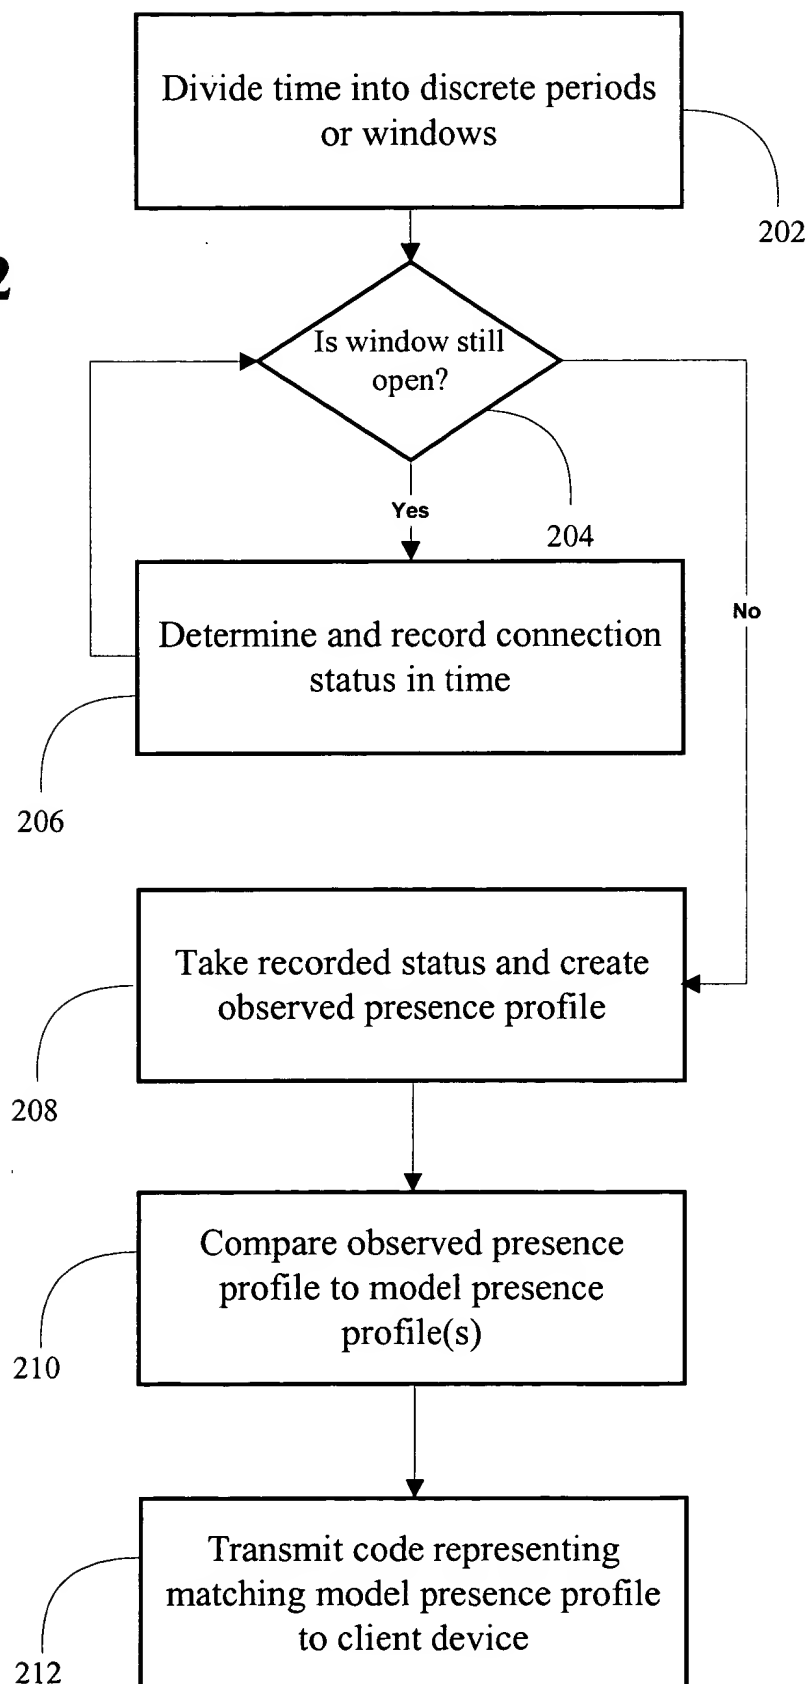 Divide time into discrete periods
or windows
202
2
Is window still
open?
Yes
204
No
Determine and record connection
status in time
206
Take recorded status and create
observed presence profile
208
Compare observed presence
profile to model presence
profile(s)
210
Transmit code representing
matching model presence profile
to client device
212